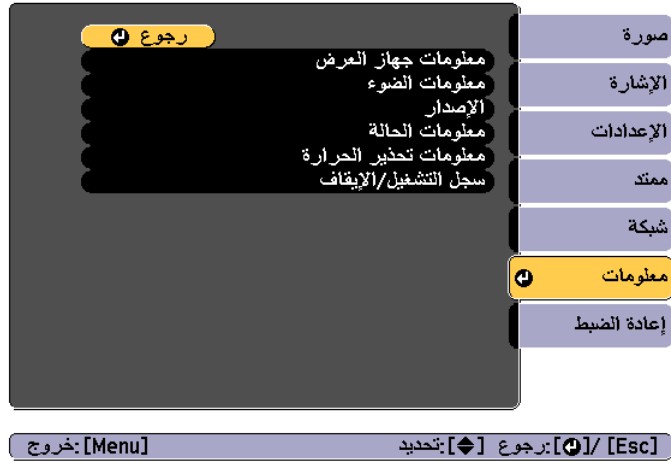 صورة
الإشارة
الإعدادات
ممتد
شبكة
معلومات
إعادة الضبط
رجوع
معلومات جهاز العرض
معلومات الضوء
الإصدار
معلومات الحالة
معلومات تحذير الحرارة
سجل التشغيل/الإيقاف
[Esc] /[⏎]:رجوع [◆]:تحديد [Menu]:خروج